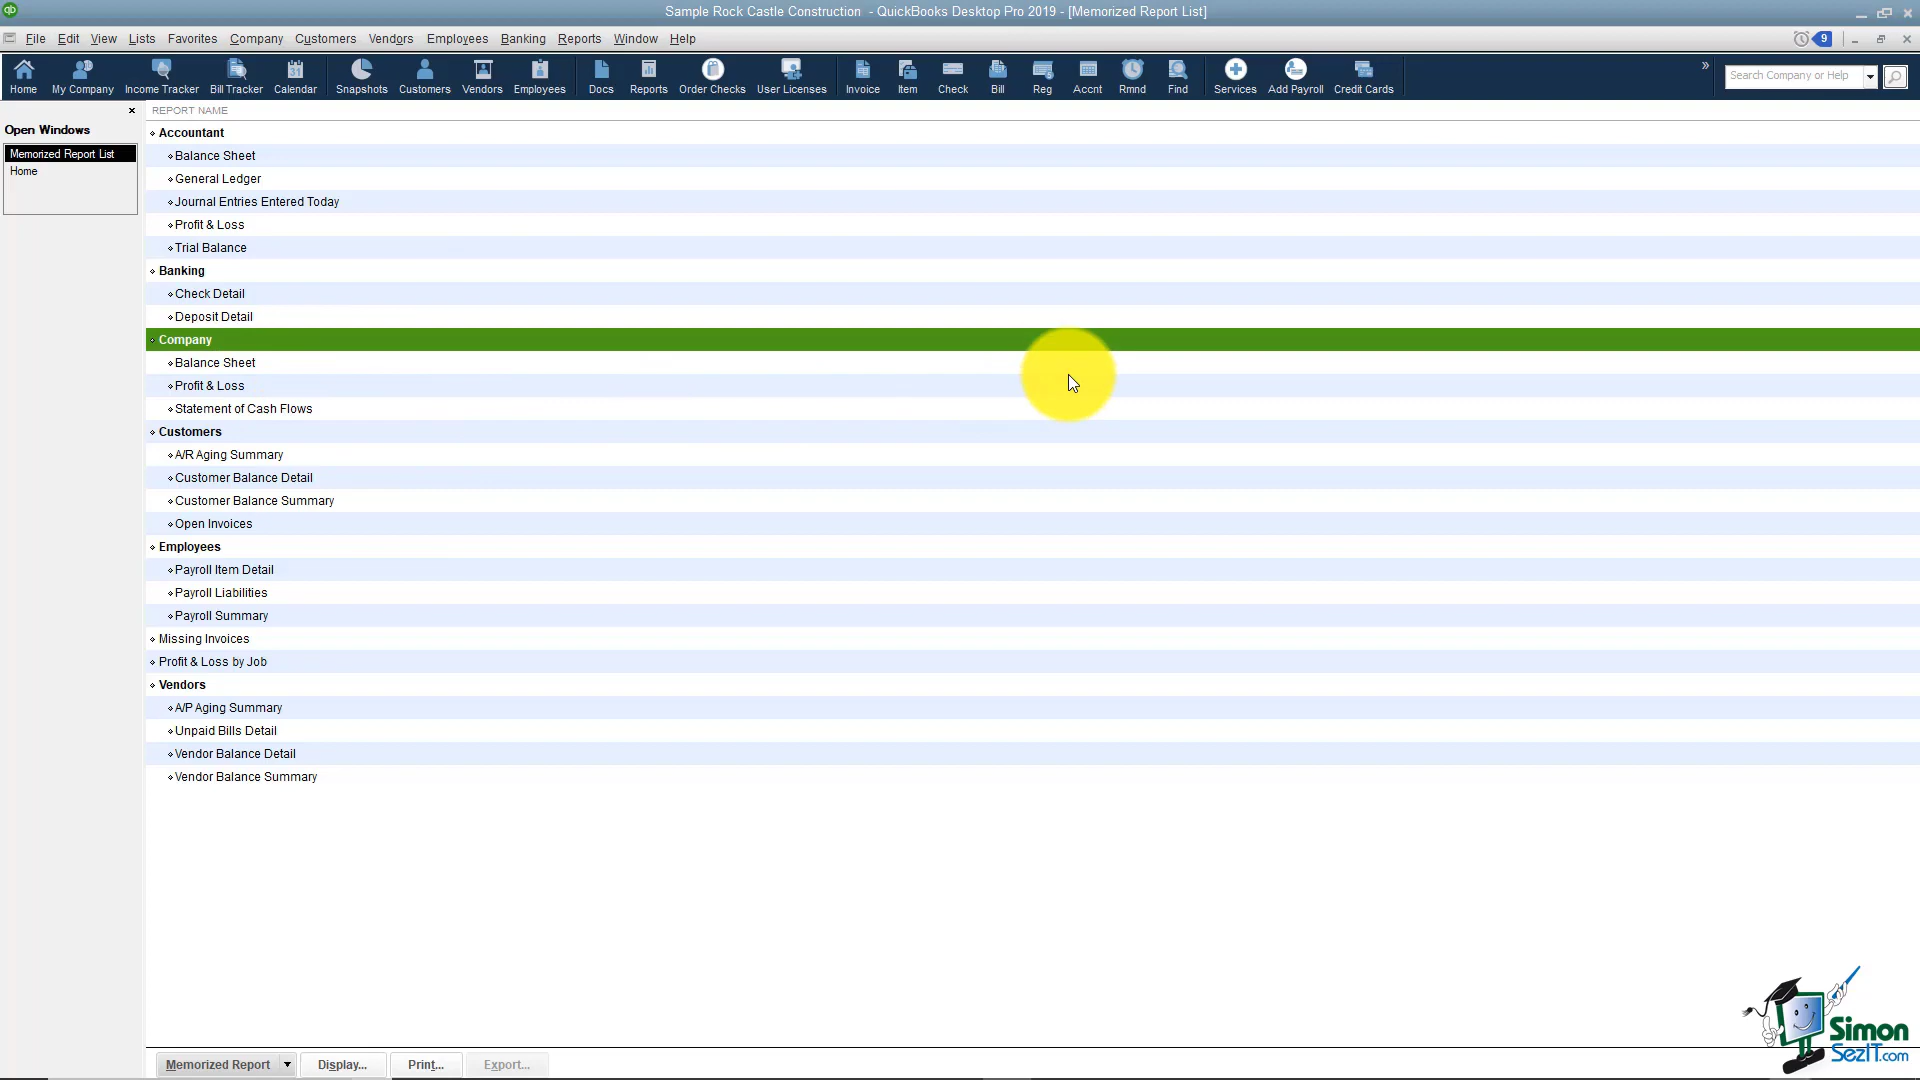 Sample Rock Castle Construction - QuickBooks Desktop Pro 2019 - [Memorized Report List]
File Edit View Lists Favorites Company Customers Vendors Employees Banking Reports Window Help
9
Home My Company Income Tracker Bill Tracker Calendar Snapshots Customers Vendors Employees Docs Reports Order Checks User Licenses Invoice Item Check Bill Reg Accnt Rmnd Find Services Add Payroll Credit Cards » Search Company or Help
Open Windows
Memorized Report List
Home
REPORT NAME
Accountant
Balance Sheet
General Ledger
Journal Entries Entered Today
Profit & Loss
Trial Balance
Banking
Check Detail
Deposit Detail
Company
Balance Sheet
Profit & Loss
Statement of Cash Flows
Customers
A/R Aging Summary
Customer Balance Detail
Customer Balance Summary
Open Invoices
Employees
Payroll Item Detail
Payroll Liabilities
Payroll Summary
Missing Invoices
Profit & Loss by Job
Vendors
A/P Aging Summary
Unpaid Bills Detail
Vendor Balance Detail
Vendor Balance Summary
Memorized Report Display... Print... Export...
Simon
SezIT.com